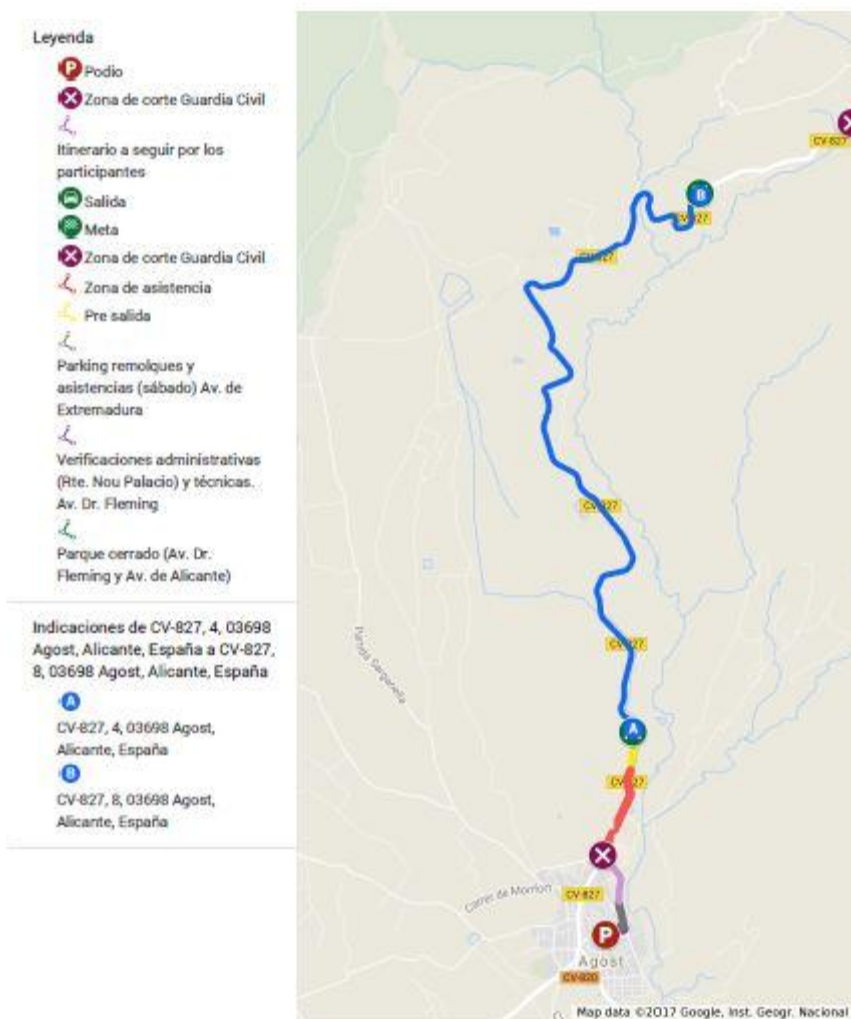 Leyenda
P Podio
Zona de corte Guardia Civil
Itinerario a seguir por los
participantes
Salida
Meta
Zona de corte Guardia Civil
Zona de asistencia
Pre salida
Parking remolques y
asistencias (sábado) Av. de
Extremadura
Verificaciones administrativas
(Rte. Nou Palacio) y técnicas.
Av. Dr. Fleming
Parque cerrado (Av. Dr.
Fleming y Av. de Alicante)
Indicaciones de CV-827, 4, 03698
Agost, Alicante, España a CV-827,
8, 03698 Agost, Alicante, España
A
CV-827, 4, 03698 Agost,
Alicante, España
B
CV-827, 8, 03698 Agost,
Alicante, España
CV-827
B
CV-827
CV-827
CV-827
CV-827
A
CV-827
CV-827
P
Agost
CV-820
Map data ©2017 Google, Inst. Geogr. Nacional